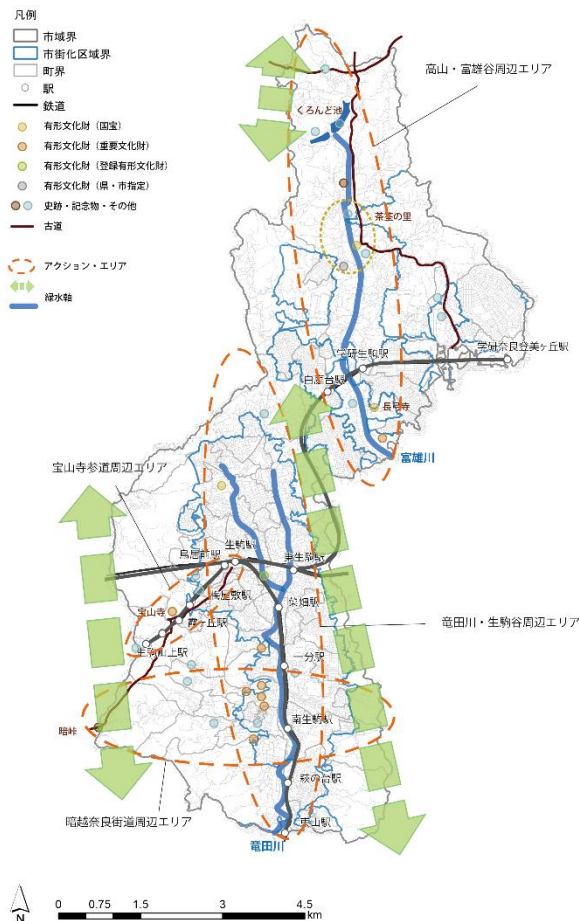 凡例
市域界
市街化区域界
町界
駅
鉄道
有形文化財（国宝）
有形文化財（重要文化財）
有形文化財（登録有形文化財）
有形文化財（県・市指定）
史跡・記念物・その他
古道
アクション・エリア
緑水軸
高山・富雄谷周辺エリア
くろんど池
茶筌の里
学研奈良登美ヶ丘駅
学研生駒駅
白庭台駅
長弓寺
富雄川
宝山寺参道周辺エリア
鳥居前駅
生駒駅
東生駒駅
梅屋敷駅
菜畑駅
宝山寺
霞ヶ丘駅
生駒山上駅
竜田川・生駒谷周辺エリア
一分駅
南生駒駅
暗峠
萩の台駅
暗越奈良街道周辺エリア
東山駅
竜田川
N
0 0.75 1.5 3 4.5
km